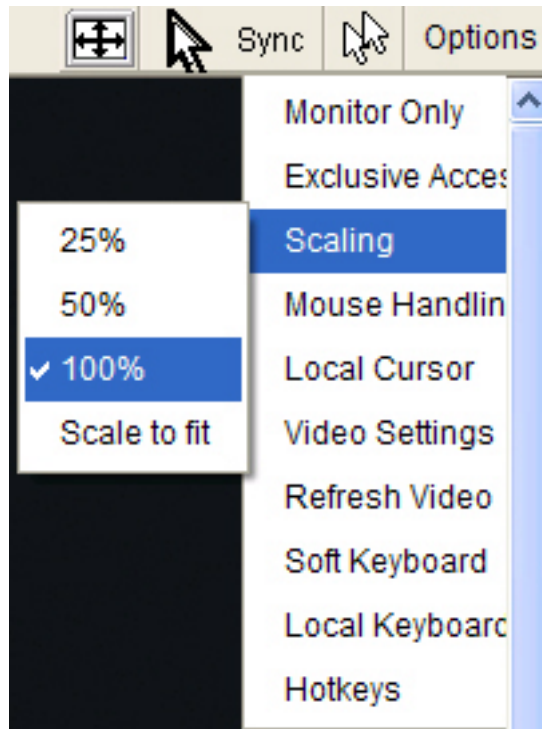 Sync Options
Monitor Only
Exclusive Acces
Scaling
Mouse Handlin
Local Cursor
Video Settings
Refresh Video
Soft Keyboard
Local Keyboard
Hotkeys
25%
50%
100%
Scale to fit